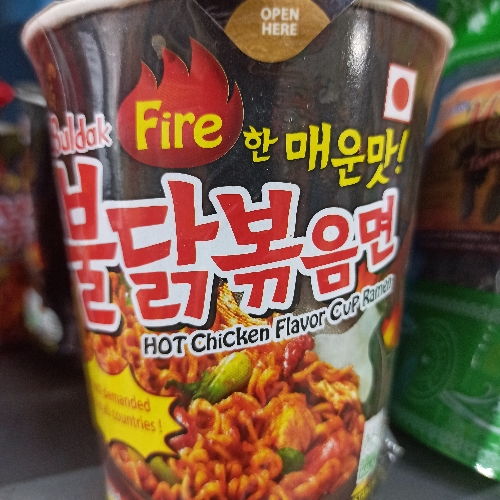 OPEN
HERE
Buldak
Fire
한 매운맛!
불닭볶음면
HOT Chicken Flavor Cup Ramen
demanded
countries!